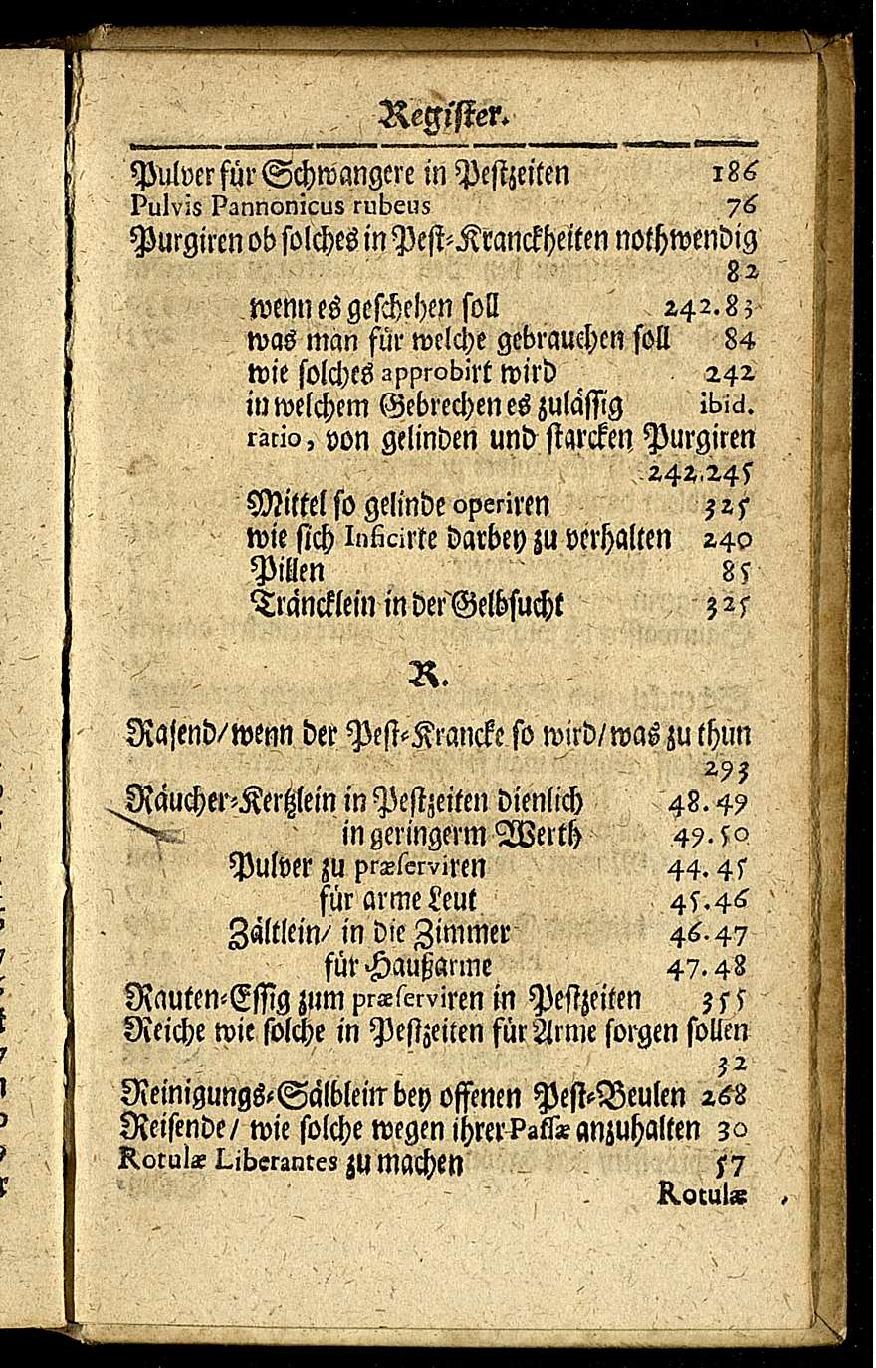 Register.
Pulver für Schwangere in Pestzeiten 186
Pulvis Pannonicus rubeus 76
Purgiren ob solches in Pest-Kranckheiten nothwendig
82
wenn es geschehen soll 242.83
was man für welche gebrauchen soll 84
wie solches approbirt wird 242
in welchem Gebrechen es zulässig ibid.
ratio, von gelinden und starcken Purgiren
242.245
Mittel so gelinde operiren 325
wie sich Inficirte darbey zu verhalten 240
Pillen 85
Träncklein in der Gelbsucht 325
R.
Rasend/ wenn der Pest-Krancke so wird/ was zu thun
293
Räucher-Kertzlein in Pestzeiten dienlich 48.49
in geringerm Werth 49.50
Pulver zu præserviren 44.45
für arme Leut 45.46
Zältlein/ in die Zimmer 46.47
für Haußarme 47.48
Rauten-Essig zum præserviren in Pestzeiten 355
Reiche wie solche in Pestzeiten für Arme sorgen sollen
32
Reinigungs-Sälblein bey offenen Pest-Beulen 268
Reisende/ wie solche wegen ihrer Passæ anzuhalten 30
Rotulæ Liberantes zu machen 57
Rotulæ